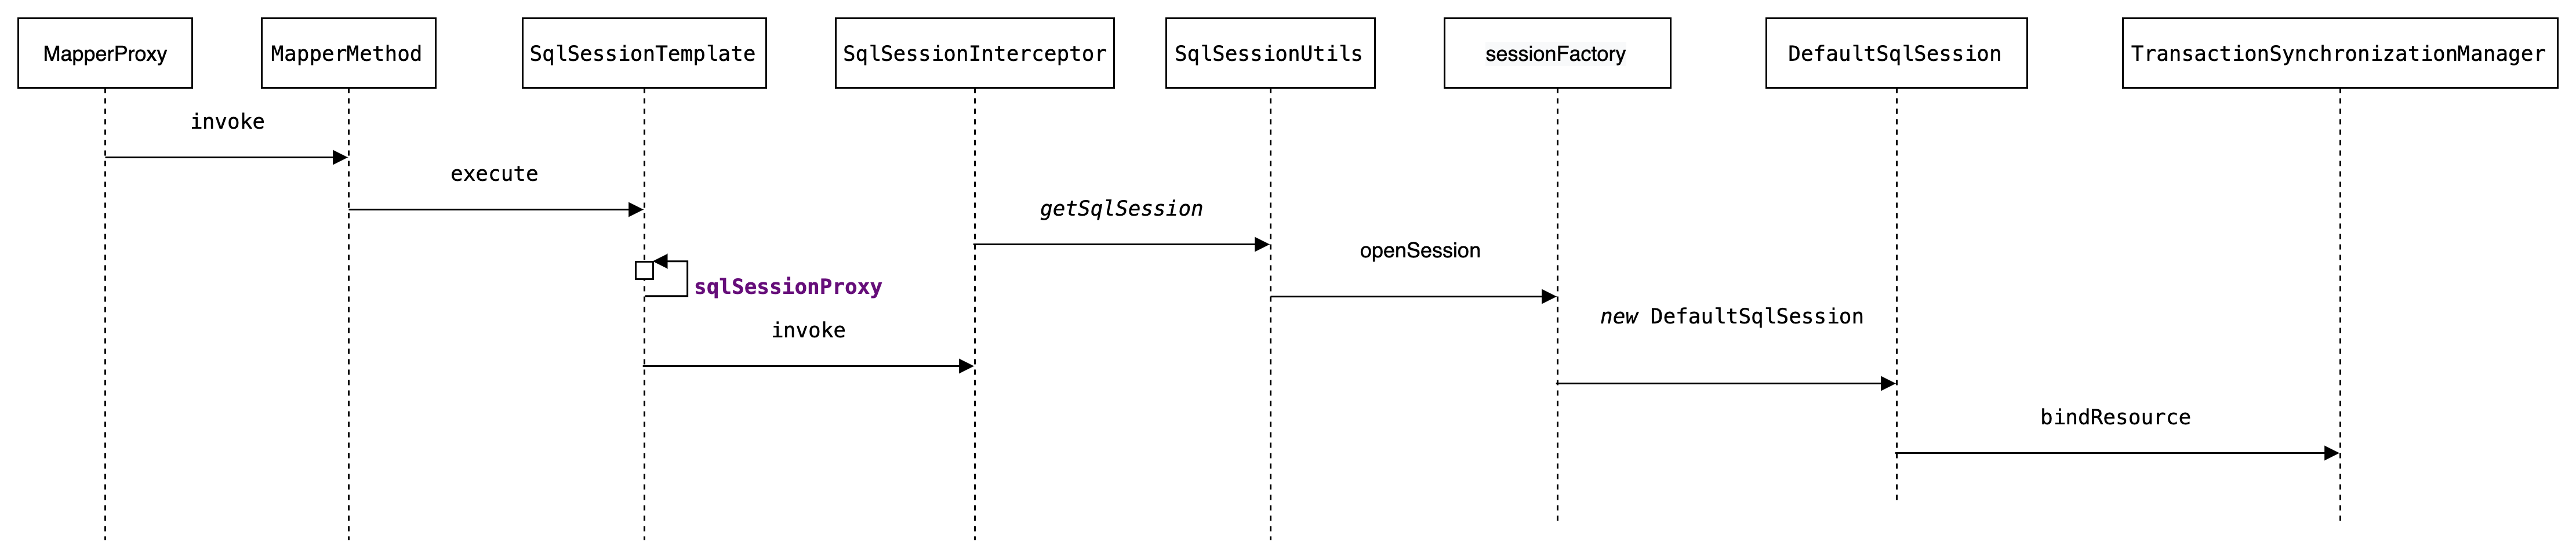 MapperProxy
MapperMethod
SqlSessionTemplate
SqlSessionInterceptor
SqlSessionUtils
sessionFactory
DefaultSqlSession
TransactionSynchronizationManager
invoke
execute
getSqlSession
openSession
sqlSessionProxy
new DefaultSqlSession
invoke
bindResource